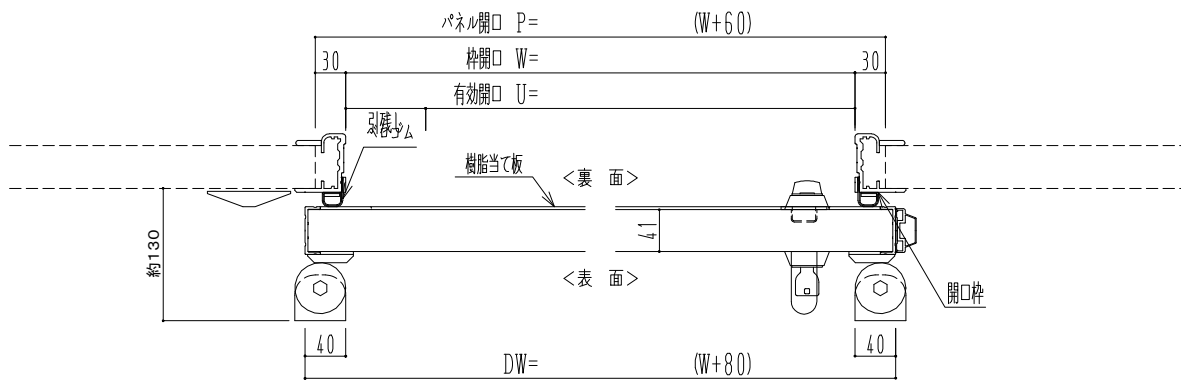 パネル開口 P= (W+60)
30 枠開口 W= 30
有効開口 U=
引残し
ベロゴム
樹脂当て板
<裏 面>
41
約130
<表 面>
開口枠
40 40
DW= (W+80)